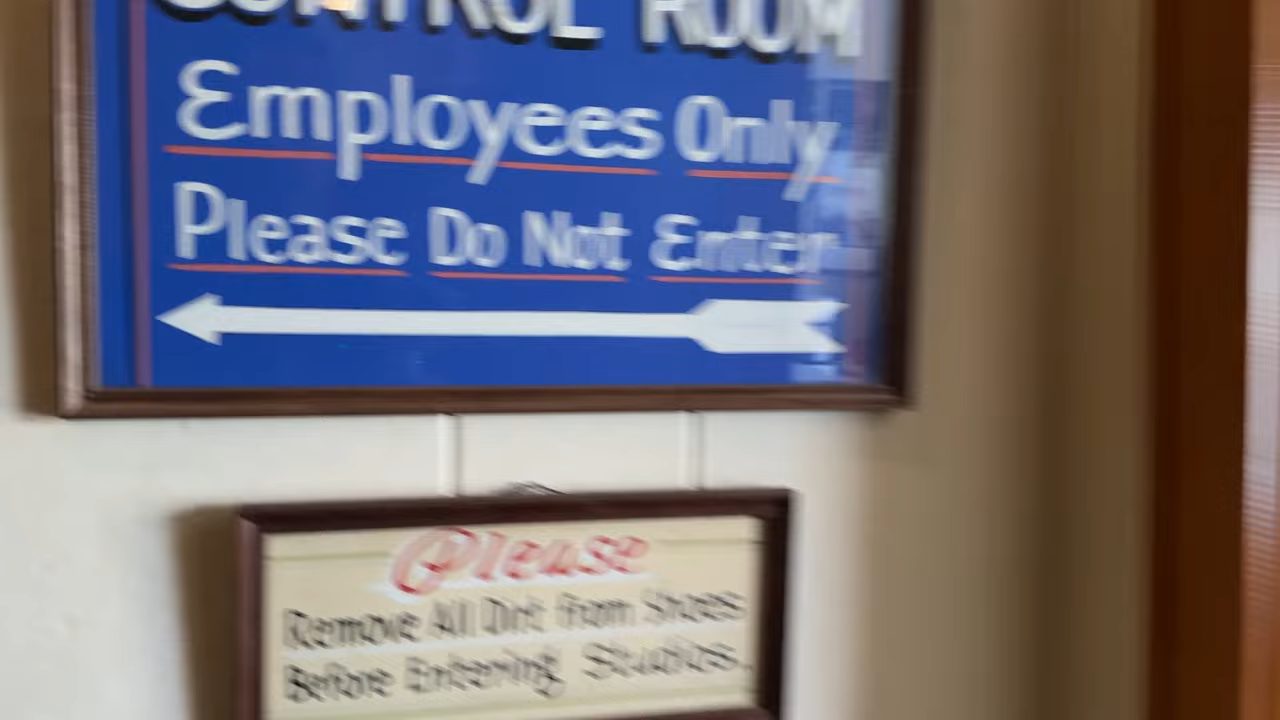 CONTROL ROOM
Employees Only
Please Do Not Enter
Please
Remove All Dirt from Shoes
Before Entering Studios.